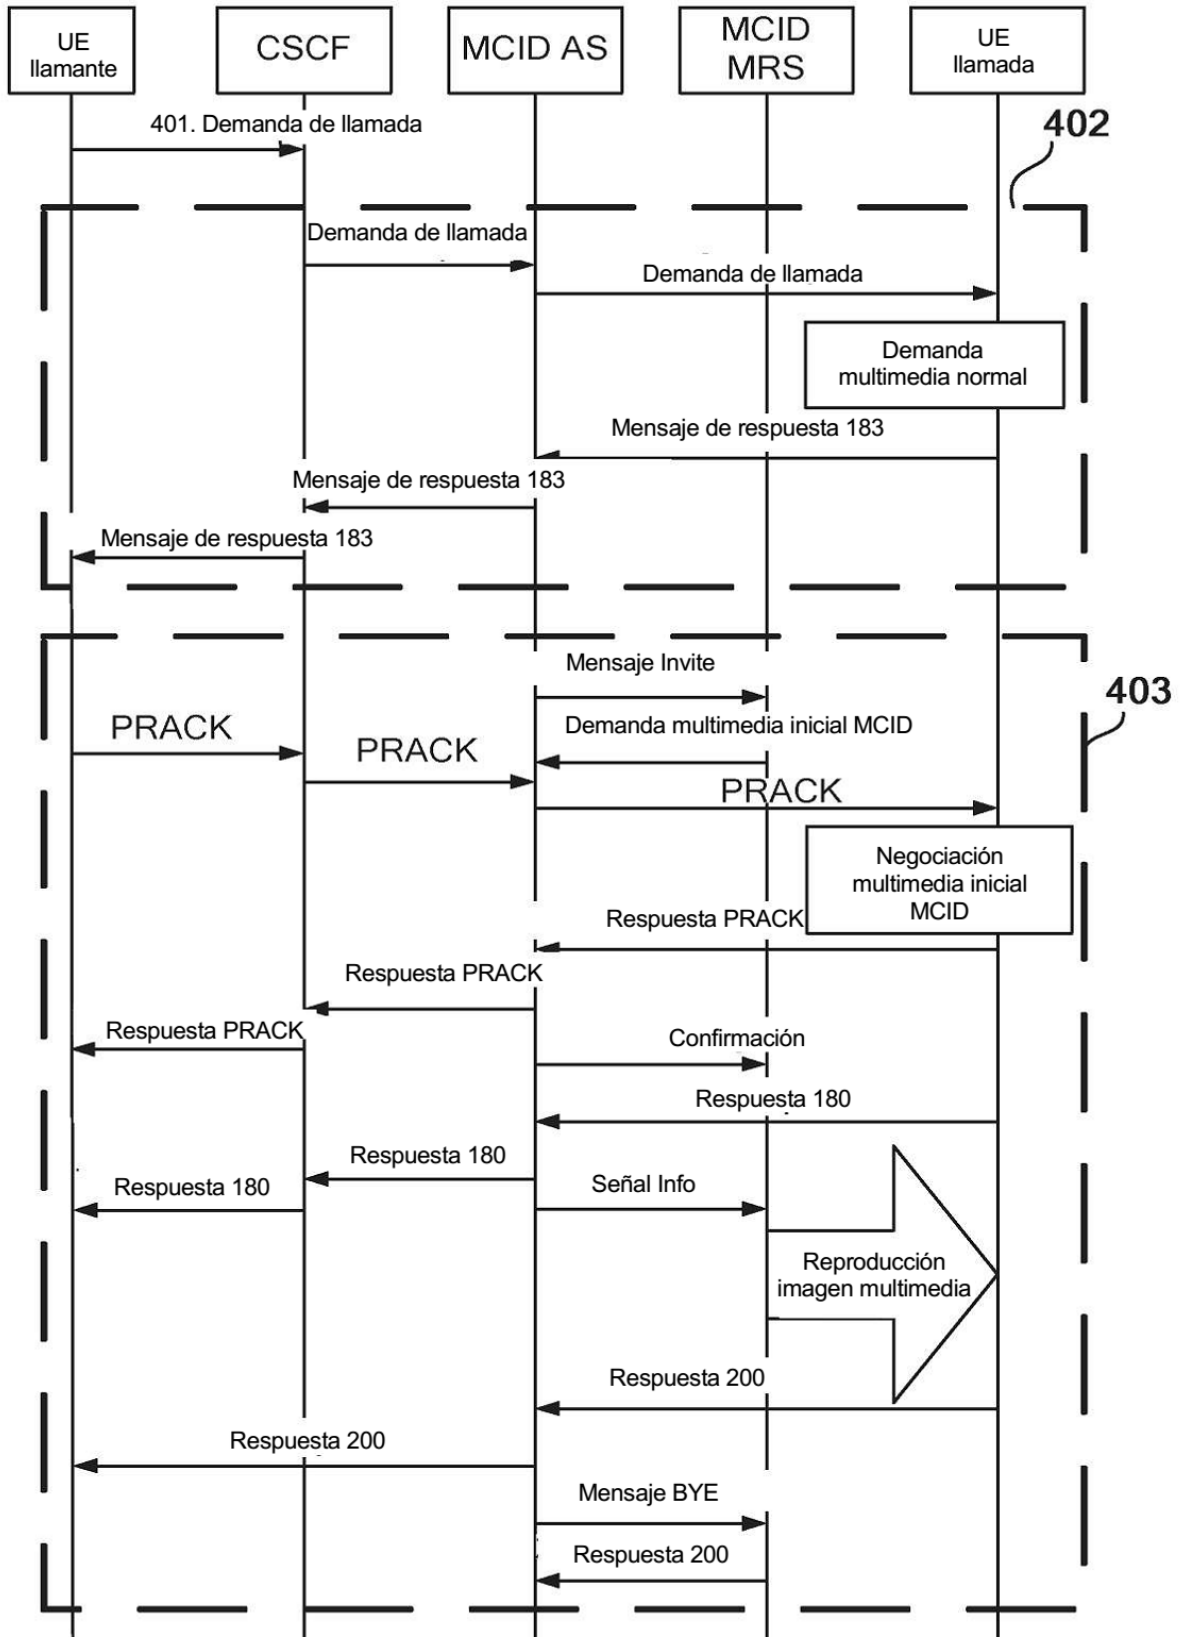 UE
llamante
CSCF
MCID AS
MCID
MRS
UE
llamada
401. Demanda de llamada
402
Demanda de llamada
Demanda de llamada
Demanda
multimedia normal
Mensaje de respuesta 183
Mensaje de respuesta 183
Mensaje de respuesta 183
Mensaje Invite
403
PRACK
Demanda multimedia inicial MCID
PRACK
PRACK
Negociación
multimedia inicial
MCID
Respuesta PRACK
Respuesta PRACK
Respuesta PRACK
Confirmación
Respuesta 180
Respuesta 180
Respuesta 180
Señal Info
Reproducción
imagen multimedia
Respuesta 200
Respuesta 200
Mensaje BYE
Respuesta 200